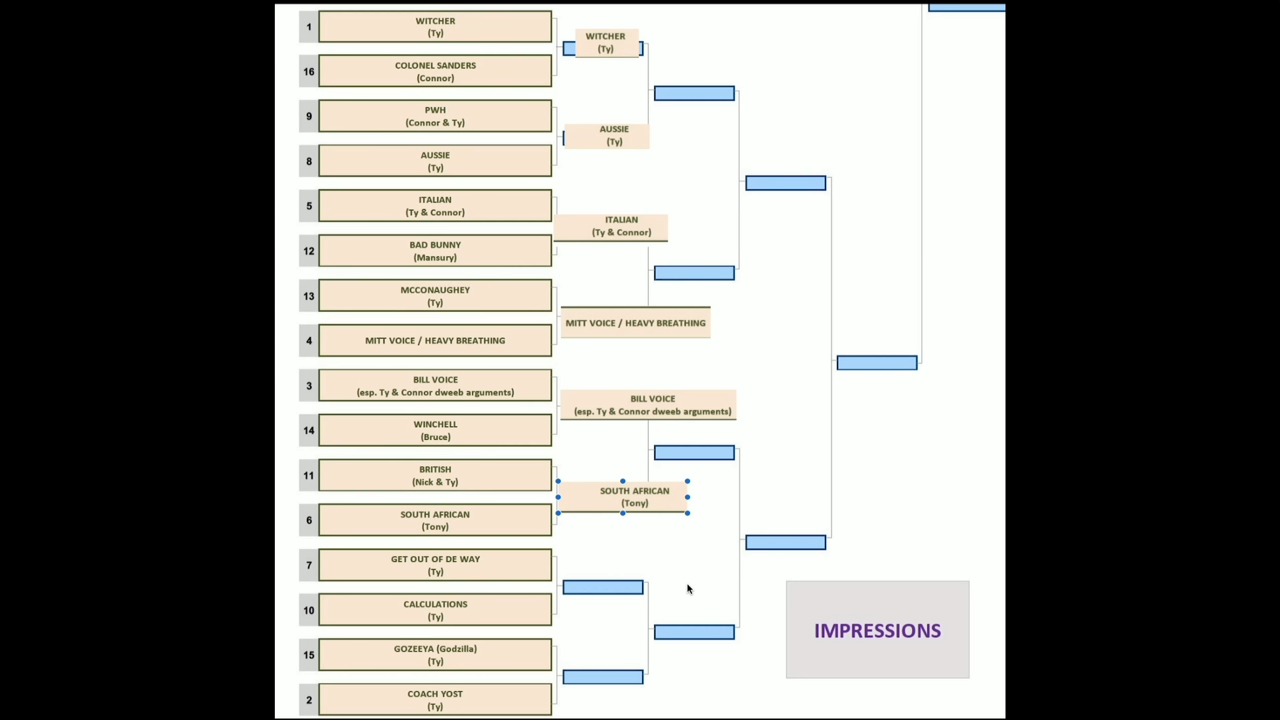 1
WITCHER
(Ty)
16
COLONEL SANDERS
(Connor)
9
PWH
(Connor & Ty)
8
AUSSIE
(Ty)
5
ITALIAN
(Ty & Connor)
12
BAD BUNNY
(Mansury)
13
MCCONAUGHEY
(Ty)
4
MITT VOICE / HEAVY BREATHING
3
BILL VOICE
(esp. Ty & Connor dweeb arguments)
14
WINCHELL
(Bruce)
11
BRITISH
(Nick & Ty)
6
SOUTH AFRICAN
(Tony)
7
GET OUT OF DE WAY
(Ty)
10
CALCULATIONS
(Ty)
15
GOZEEYA (Godzilla)
(Ty)
2
COACH YOST
(Ty)
WITCHER
(Ty)
AUSSIE
(Ty)
ITALIAN
(Ty & Connor)
MITT VOICE / HEAVY BREATHING
BILL VOICE
(esp. Ty & Connor dweeb arguments)
SOUTH AFRICAN
(Tony)
IMPRESSIONS